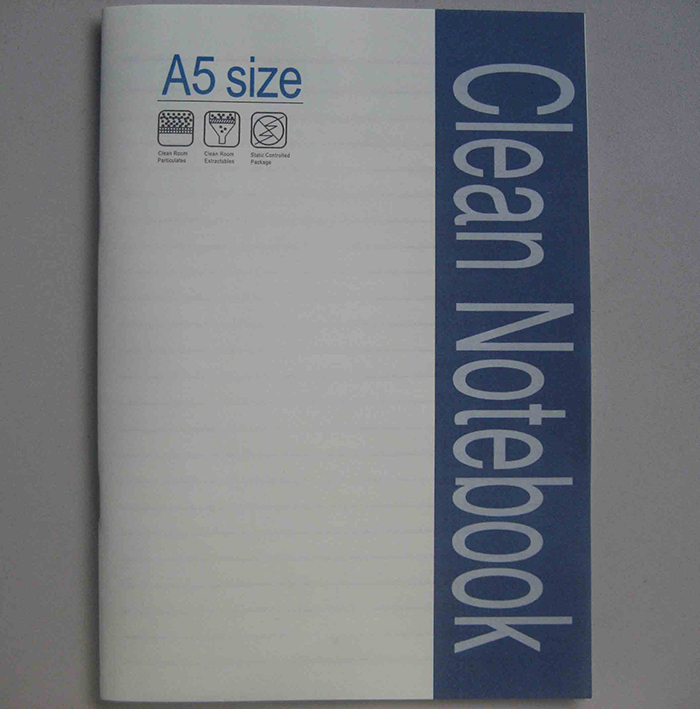 A5 size
Clean Room
Particulates
Clean Room
Extractables
Static Controlled
Package
Clean Notebook